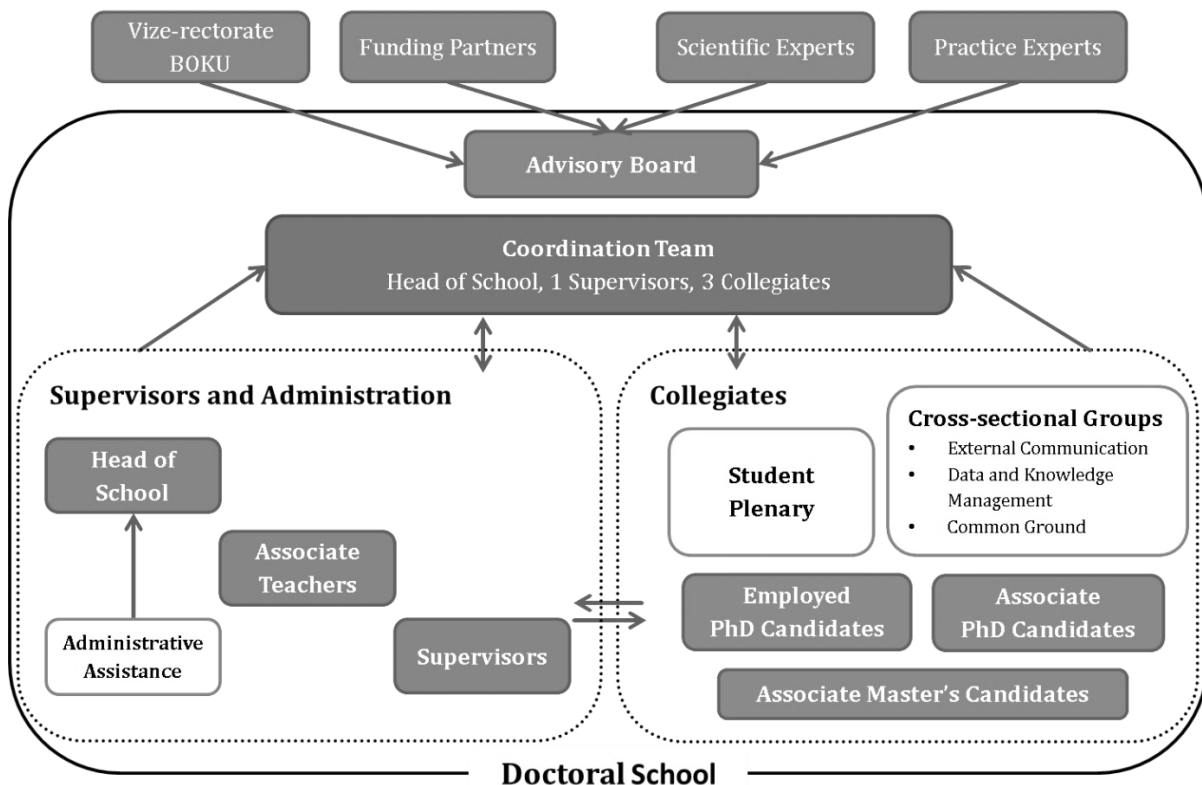 Vize-rectorate
BOKU
Funding Partners
Scientific Experts
Practice Experts
Advisory Board
Coordination Team
Head of School, 1 Supervisors, 3 Collegiates
Supervisors and Administration
Head of
School
Associate
Teachers
Administrative
Assistance
Supervisors
Collegiates
Student
Plenary
Cross-sectional Groups
• External Communication
• Data and Knowledge
Management
• Common Ground
Employed
PhD Candidates
Associate
PhD Candidates
Associate Master's Candidates
Doctoral School